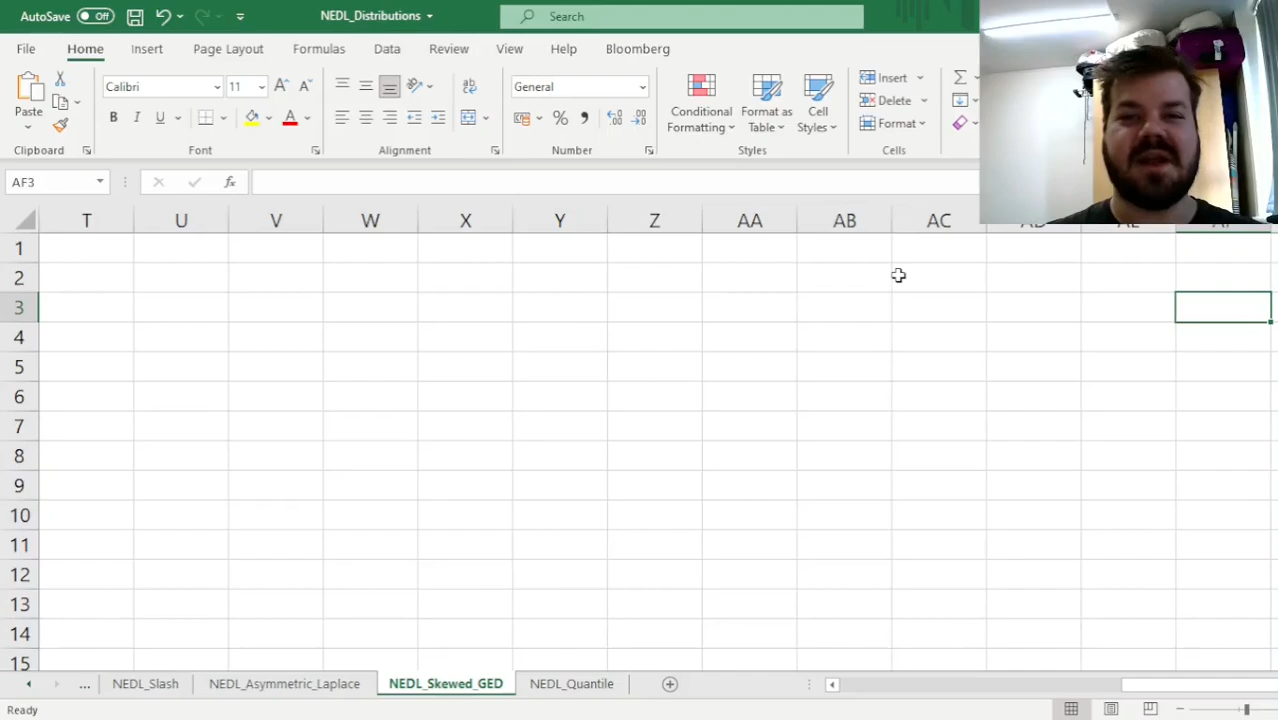 AutoSave Off NEDL_Distributions Search
File Home Insert Page Layout Formulas Data Review View Help Bloomberg
Paste Calibri 11 General Conditional Formatting Format as Table Cell Styles Insert Delete Format
Clipboard Font Alignment Number Styles Cells
AF3
T U V W X Y Z AA AB AC
1
2
3
4
5
6
7
8
9
10
11
12
13
14
15
... NEDL_Slash NEDL_Asymmetric_Laplace NEDL_Skewed_GED NEDL_Quantile
Ready